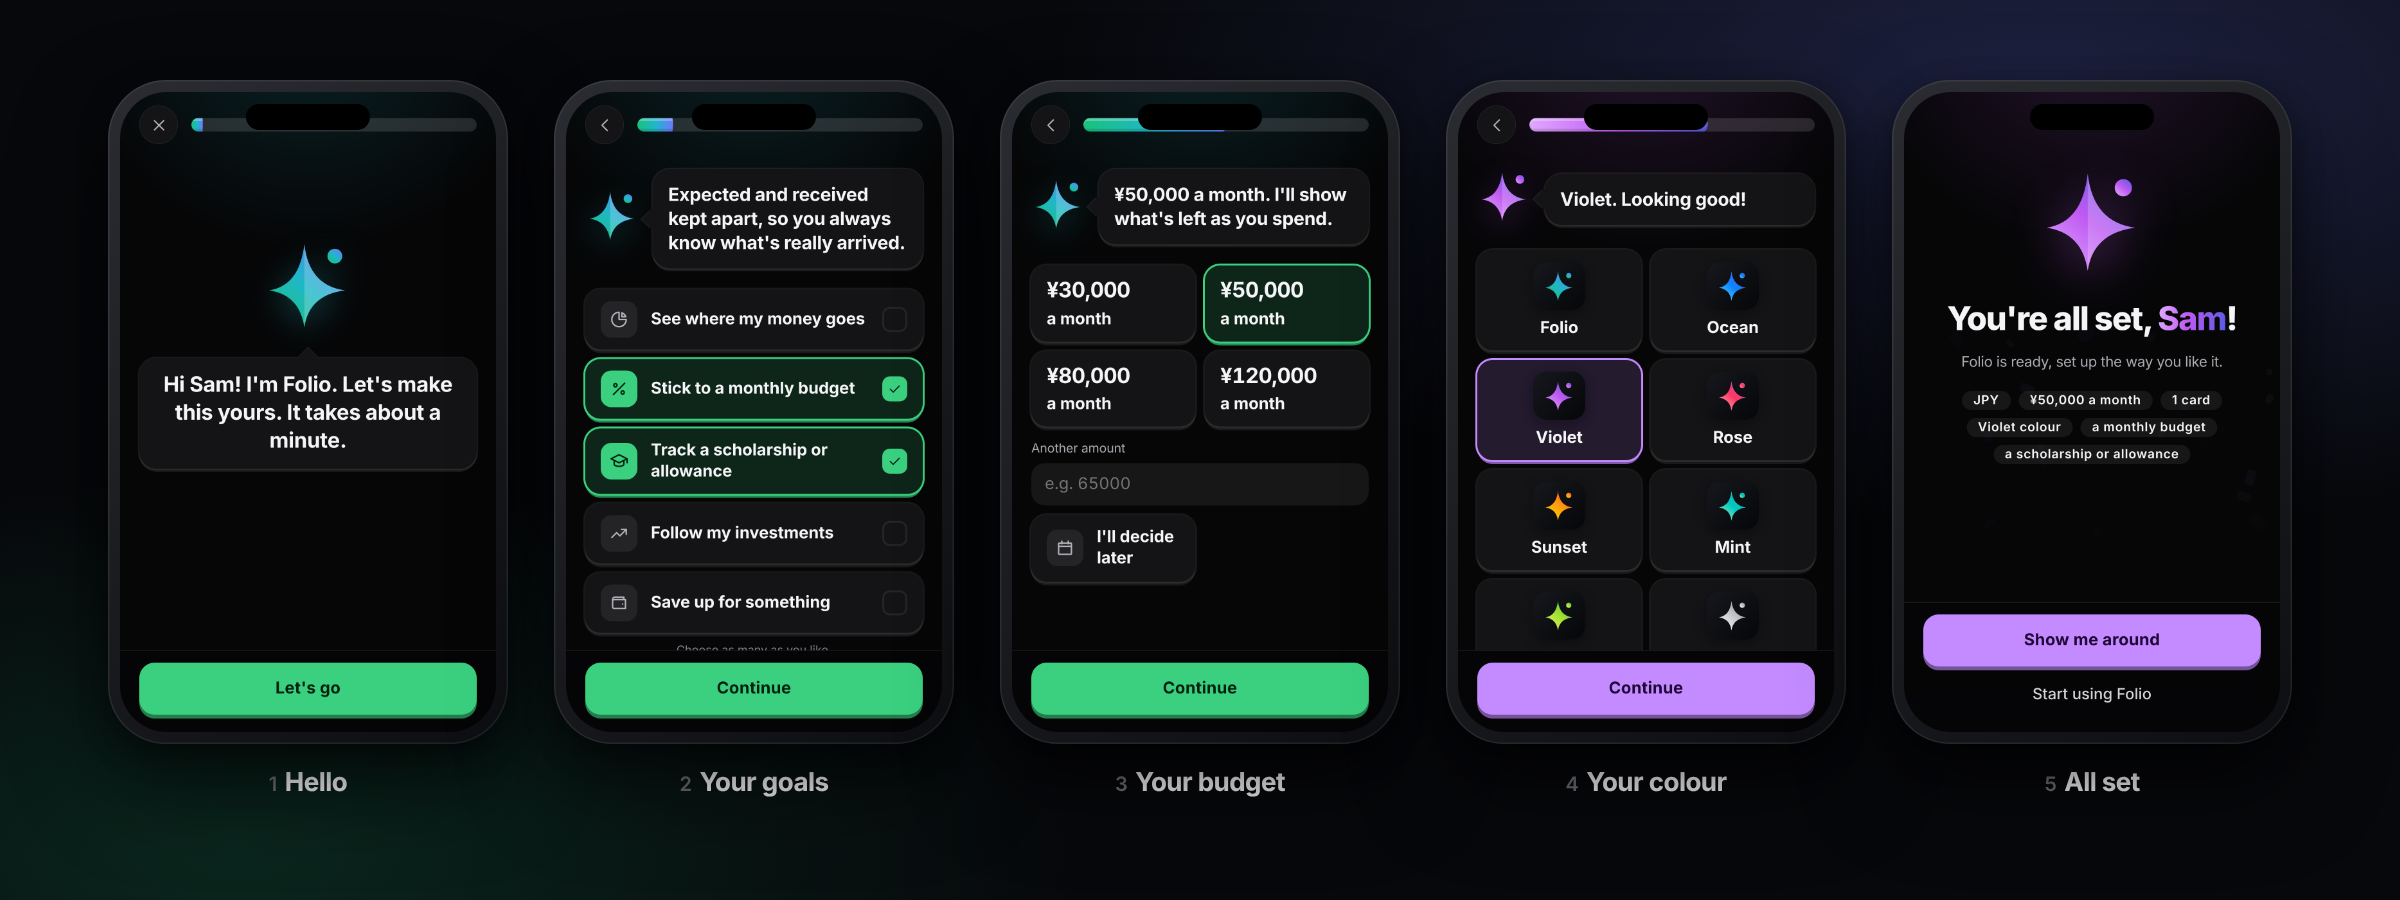 Hi Sam! I'm Folio. Let's make
this yours. It takes about a
minute.
Let's go
1 Hello
Expected and received
kept apart, so you always
know what's really arrived.
See where my money goes
Stick to a monthly budget
Track a scholarship or
allowance
Follow my investments
Save up for something
Choose as many as you like
Continue
2 Your goals
¥50,000 a month. I'll show
what's left as you spend.
¥30,000
a month
¥50,000
a month
¥80,000
a month
¥120,000
a month
Another amount
e.g. 65000
I'll decide
later
Continue
3 Your budget
Violet. Looking good!
Folio
Ocean
Violet
Rose
Sunset
Mint
Continue
4 Your colour
You're all set, Sam!
Folio is ready, set up the way you like it.
JPY
¥50,000 a month
1 card
Violet colour
a monthly budget
a scholarship or allowance
Show me around
Start using Folio
5 All set